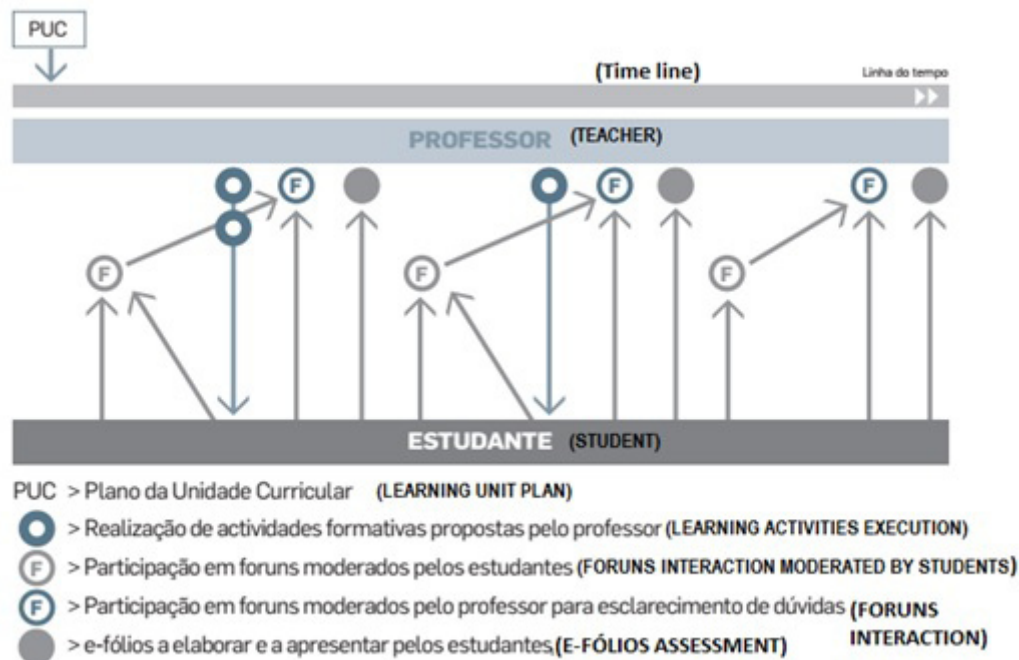 PUC
(Time line) Linha do tempo
PROFESSOR (TEACHER)
F F F
F F F
ESTUDANTE (STUDENT)
PUC > Plano da Unidade Curricular (LEARNING UNIT PLAN)
> Realização de actividades formativas propostas pelo professor (LEARNING ACTIVITIES EXECUTION)
F > Participação em foruns moderados pelos estudantes (FORUNS INTERACTION MODERATED BY STUDENTS)
F > Participação em foruns moderados pelo professor para esclarecimento de dúvidas (FORUNS
INTERACTION)
> e-fólios a elaborar e a apresentar pelos estudantes (E-FÓLIOS ASSESSMENT)